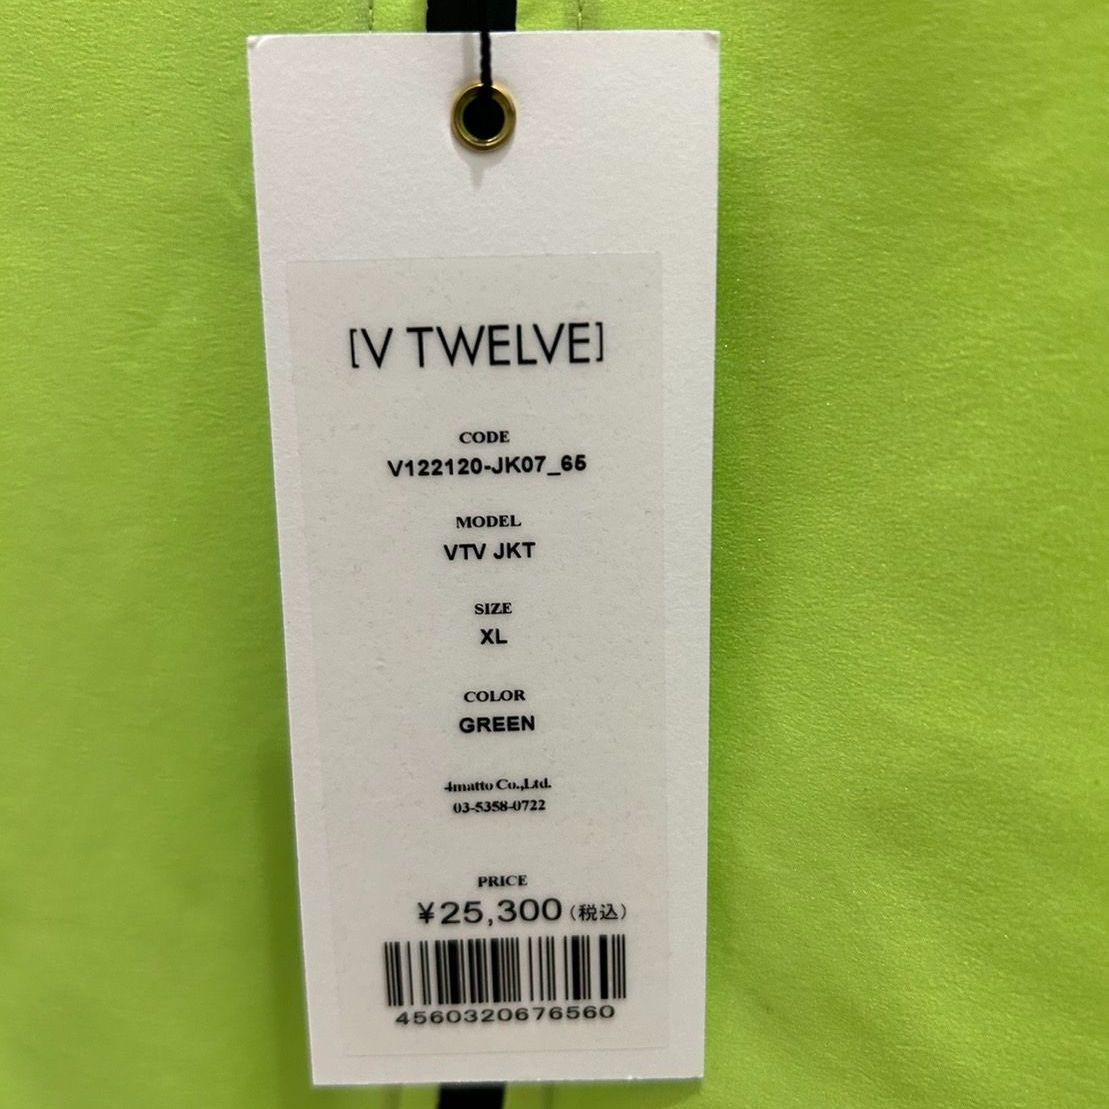 [V TWELVE]
CODE
V122120-JK07_65
MODEL
VTV JKT
SIZE
XL
COLOR
GREEN
4matto Co.,Ltd.
03-5358-0722
PRICE
¥25,300(税込)
4560320676560